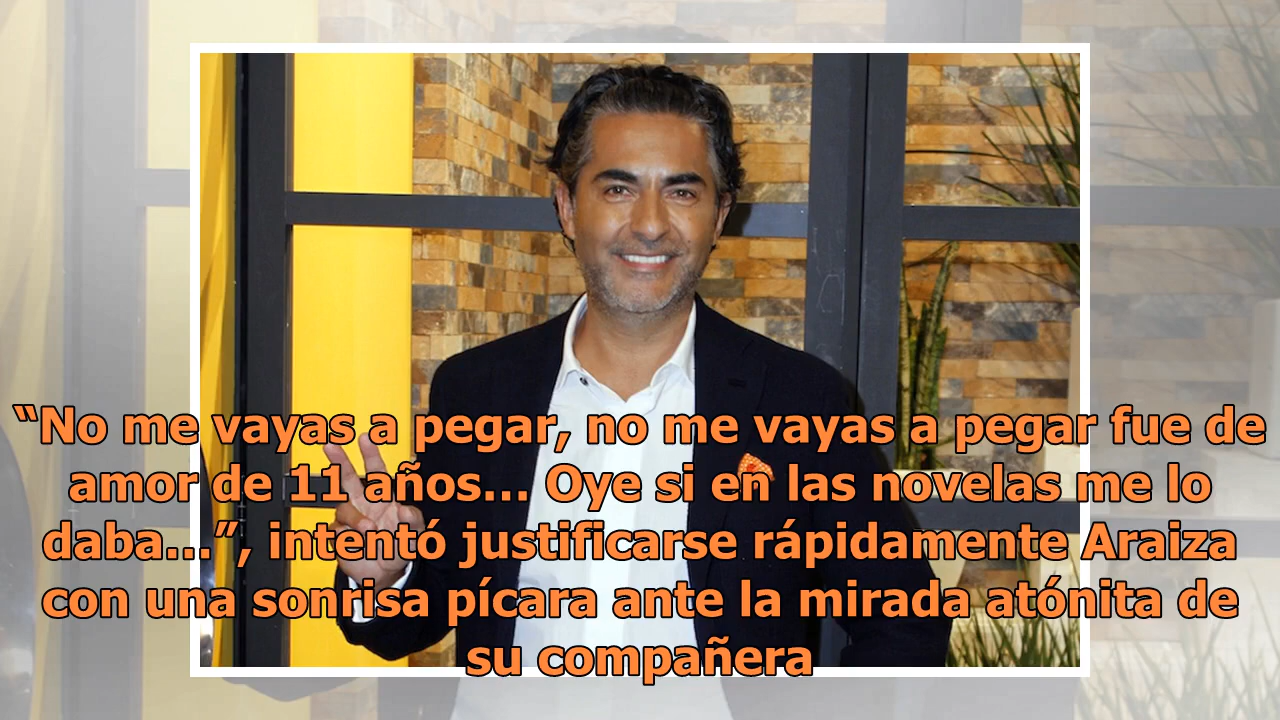 “No me vayas a pegar, no me vayas a pegar fue de
amor de 11 años... Oye si en las novelas me lo
daba...”, intentó justificarse rápidamente Araiza
con una sonrisa pícara ante la mirada atónita de
su compañera